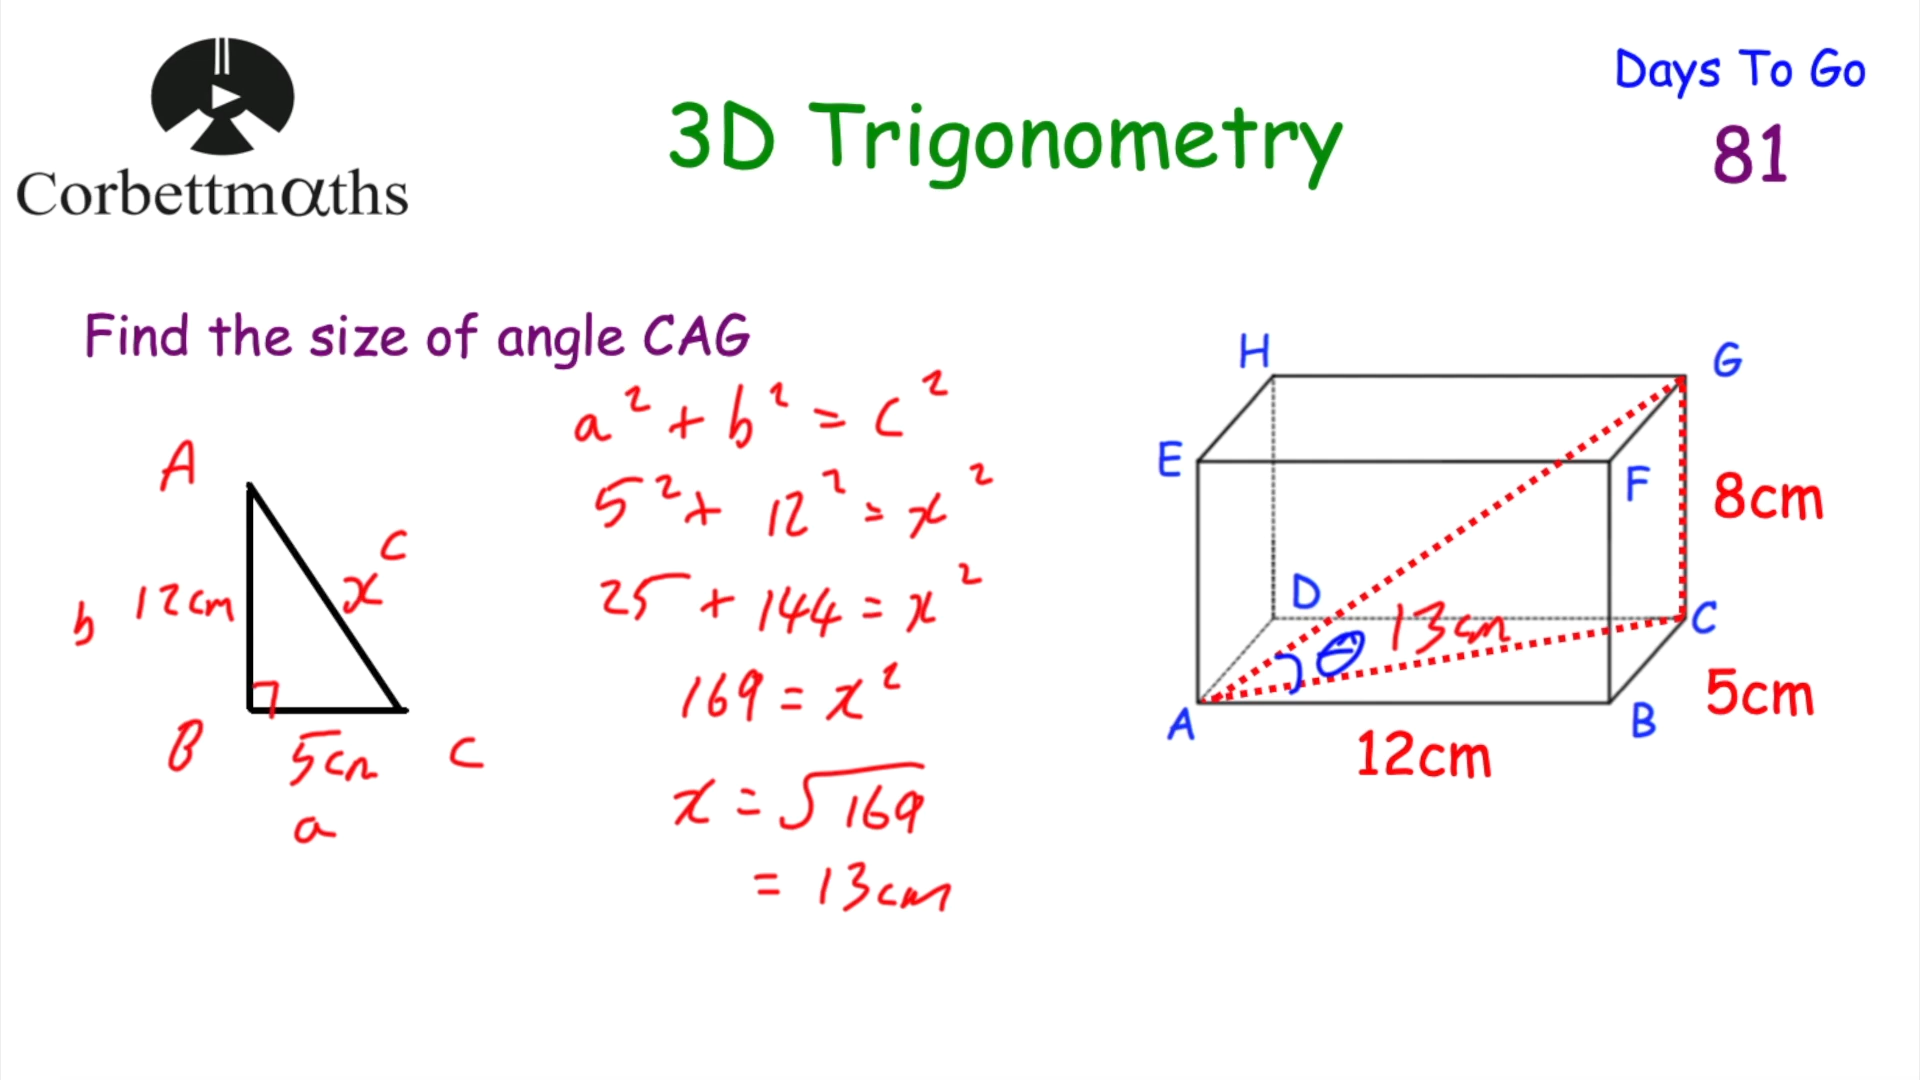 Corbettmαths
3D Trigonometry
Days To Go
81
Find the size of angle CAG
A
b
12cm
x
c
B
5cm
C
a
a² + b² = c²
5² + 12² = x²
25 + 144 = x²
169 = x²
x = √169
= 13cm
H
G
E
F
8cm
D
13cm
C
θ
5cm
A
B
12cm